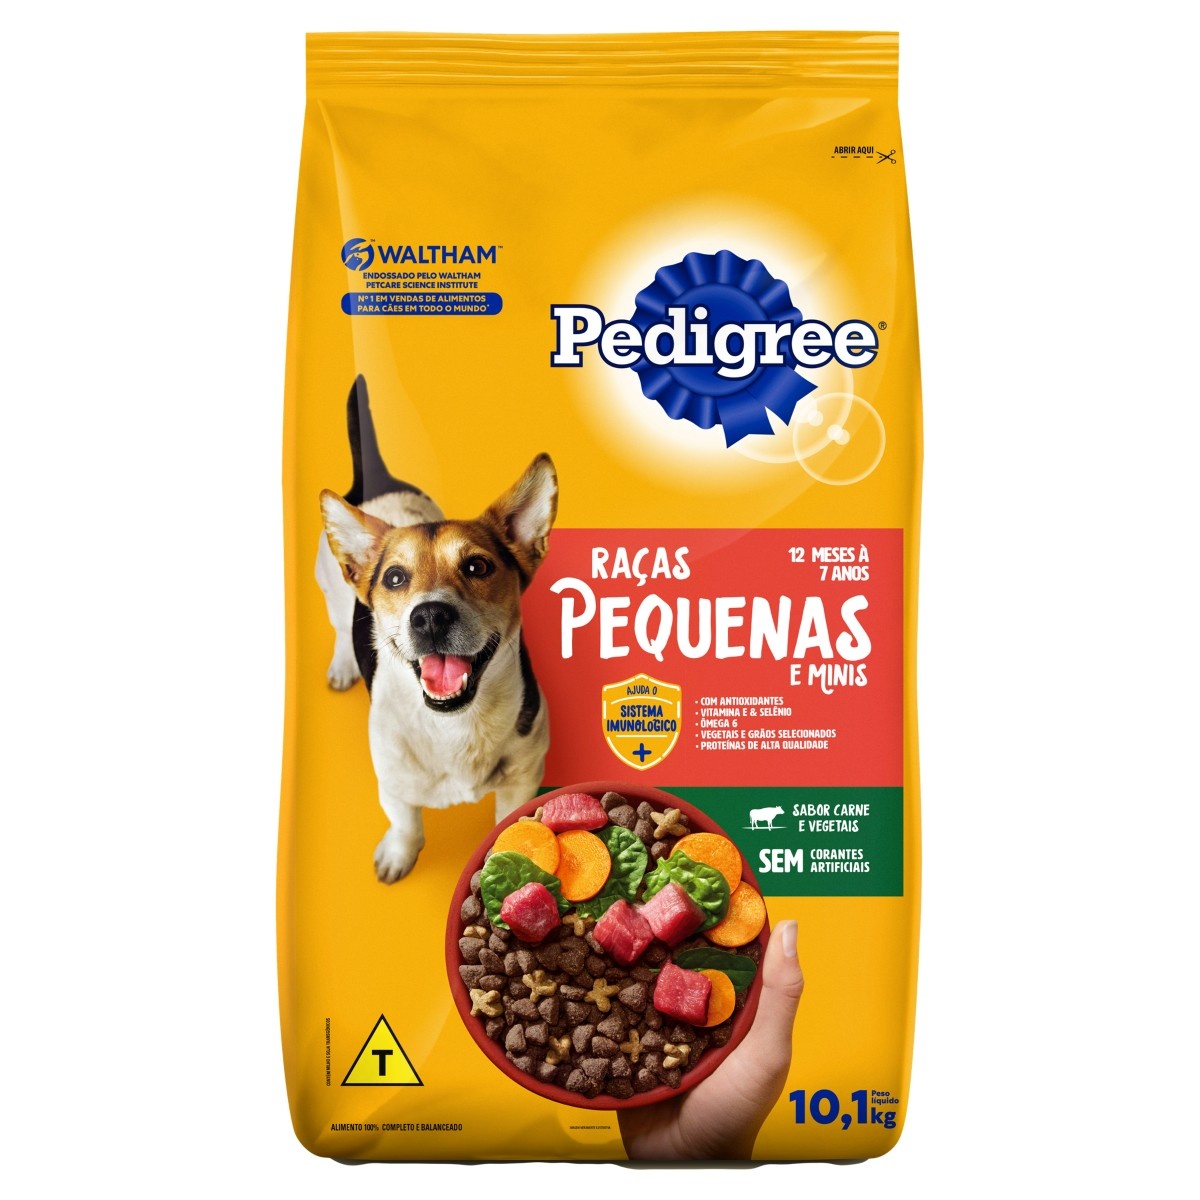 ABRIR AQUI
WALTHAM™
ENDOSSADO PELO WALTHAM
PETCARE SCIENCE INSTITUTE
Nº 1 EM VENDAS DE ALIMENTOS
PARA CÃES EM TODO O MUNDO*
Pedigree®
RAÇAS
PEQUENAS
E MINIS
12 MESES À
7 ANOS
AJUDA O
SISTEMA
IMUNOLÓGICO
+
• COM ANTIOXIDANTES
• VITAMINA E & SELÊNIO
• ÔMEGA 6
• VEGETAIS E GRÃOS SELECIONADOS
• PROTEÍNAS DE ALTA QUALIDADE
SABOR CARNE
E VEGETAIS
SEM CORANTES
ARTIFICIAIS
T
ALIMENTO 100% COMPLETO E BALANCEADO
10,1kg
Peso
líquido